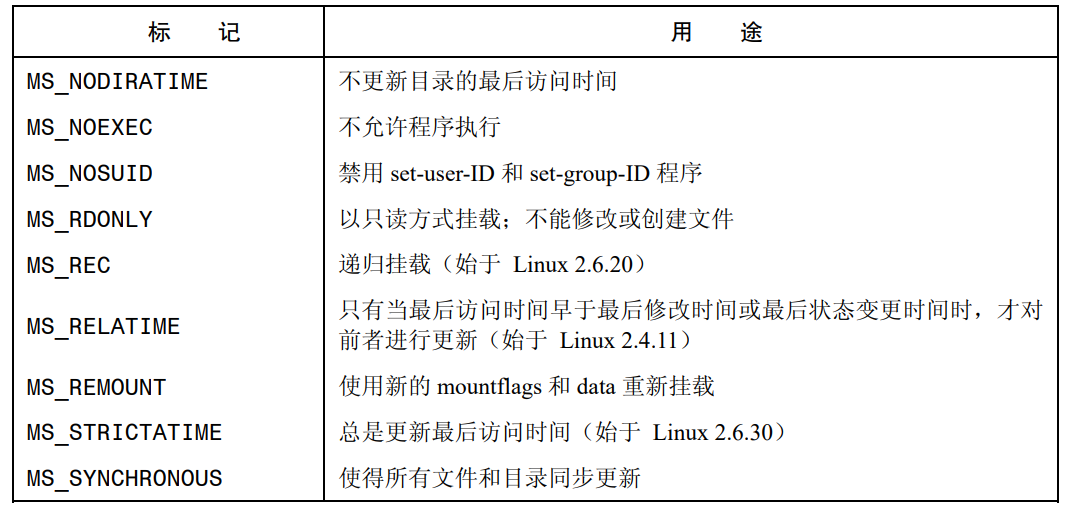 标 记 用 途
MS_NODIRATIME 不更新目录的最后访问时间
MS_NOEXEC 不允许程序执行
MS_NOSUID 禁用 set-user-ID 和 set-group-ID 程序
MS_RDONLY 以只读方式挂载；不能修改或创建文件
MS_REC 递归挂载（始于 Linux 2.6.20）
MS_RELATIME 只有当最后访问时间早于最后修改时间或最后状态变更时间时，才对
前者进行更新（始于 Linux 2.4.11）
MS_REMOUNT 使用新的 mountflags 和 data 重新挂载
MS_STRICTATIME 总是更新最后访问时间（始于 Linux 2.6.30）
MS_SYNCHRONOUS 使得所有文件和目录同步更新